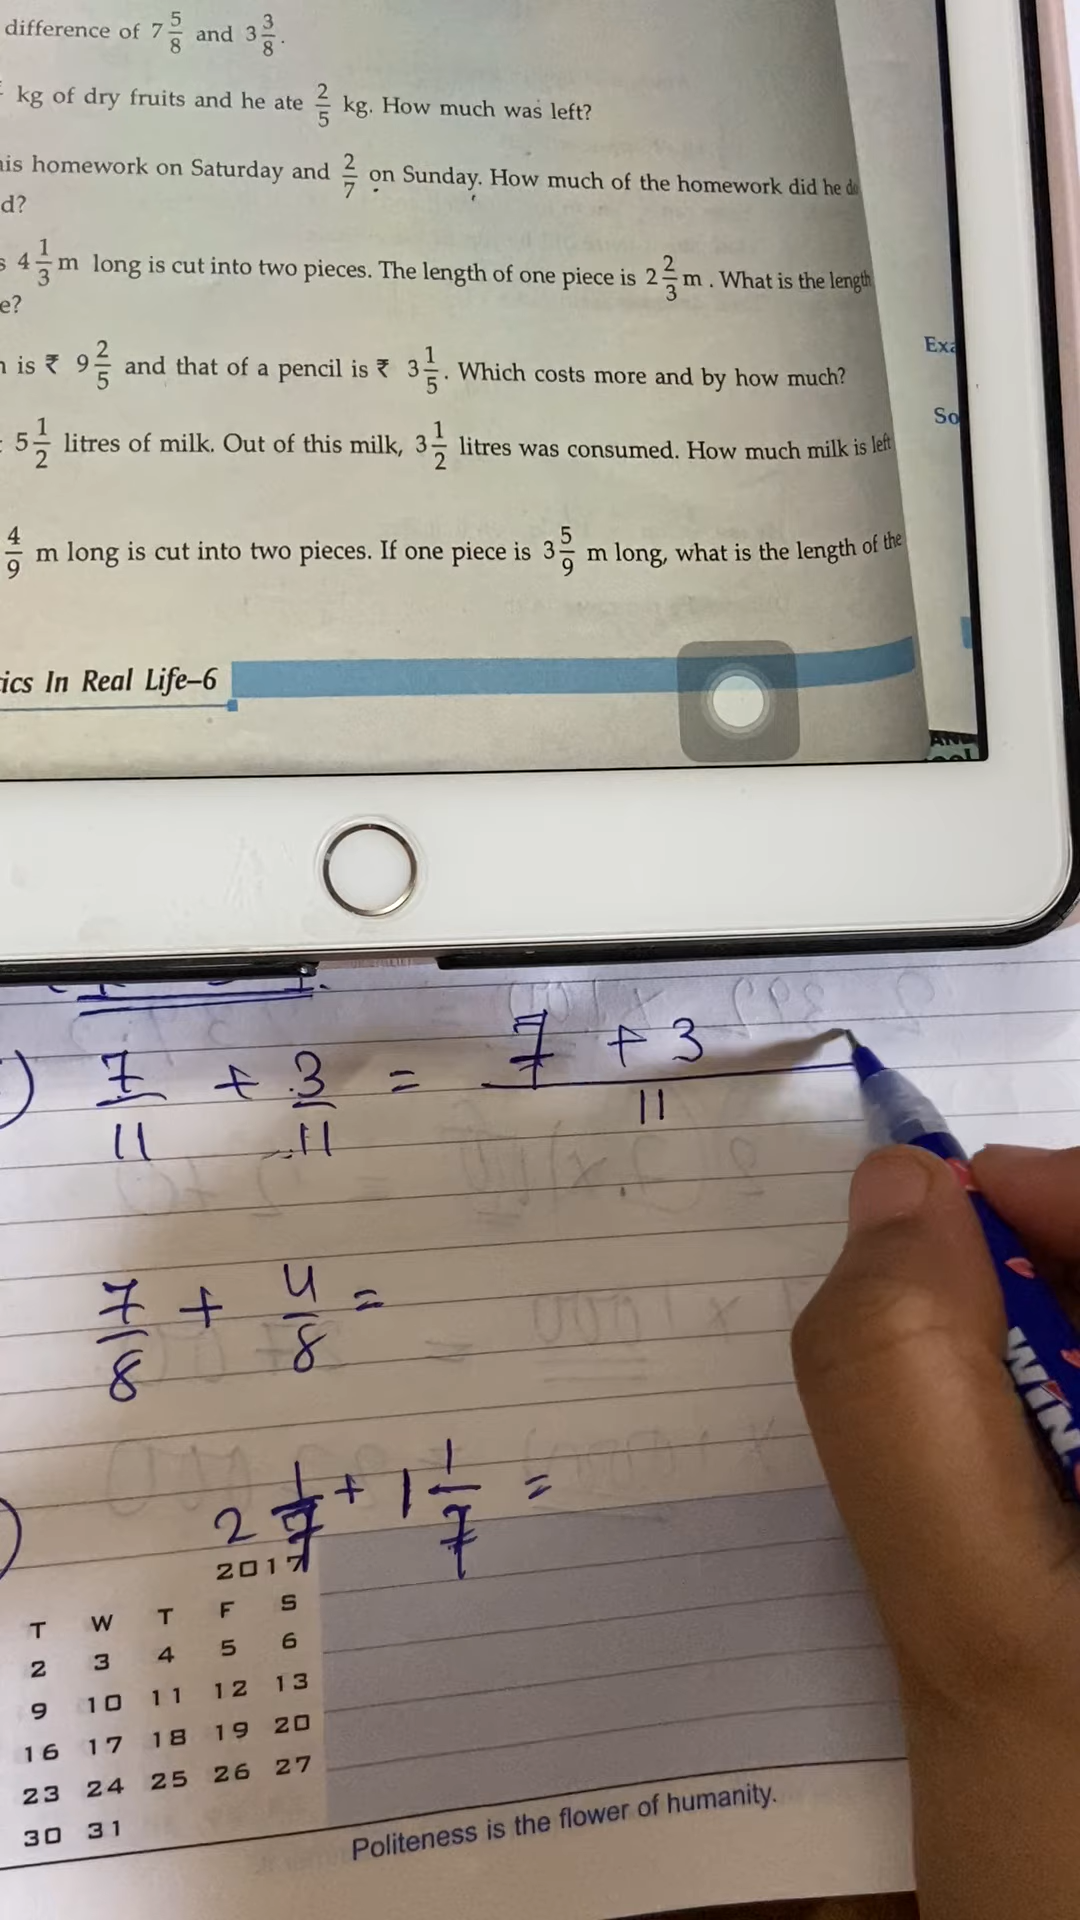 difference of 7 5/8 and 3 3/8.
kg of dry fruits and he ate 2/5 kg. How much was left?
his homework on Saturday and 2/7 on Sunday. How much of the homework did he do
d?
s 4 1/3 m long is cut into two pieces. The length of one piece is 2 2/3 m. What is the length
e?
n is ₹ 9 2/5 and that of a pencil is ₹ 3 1/5. Which costs more and by how much?
5 1/2 litres of milk. Out of this milk, 3 1/2 litres was consumed. How much milk is left
4/9 m long is cut into two pieces. If one piece is 3 5/9 m long, what is the length of the
Exa
So
ics In Real Life–6
) 7/11 + 3/11 = 7 + 3/11
7/8 + 4/8 =
) 2 1/7 + 1 1/7 =
2017
T W T F S
2 3 4 5 6
9 10 11 12 13
16 17 18 19 20
23 24 25 26 27
30 31
Politeness is the flower of humanity.
WIN